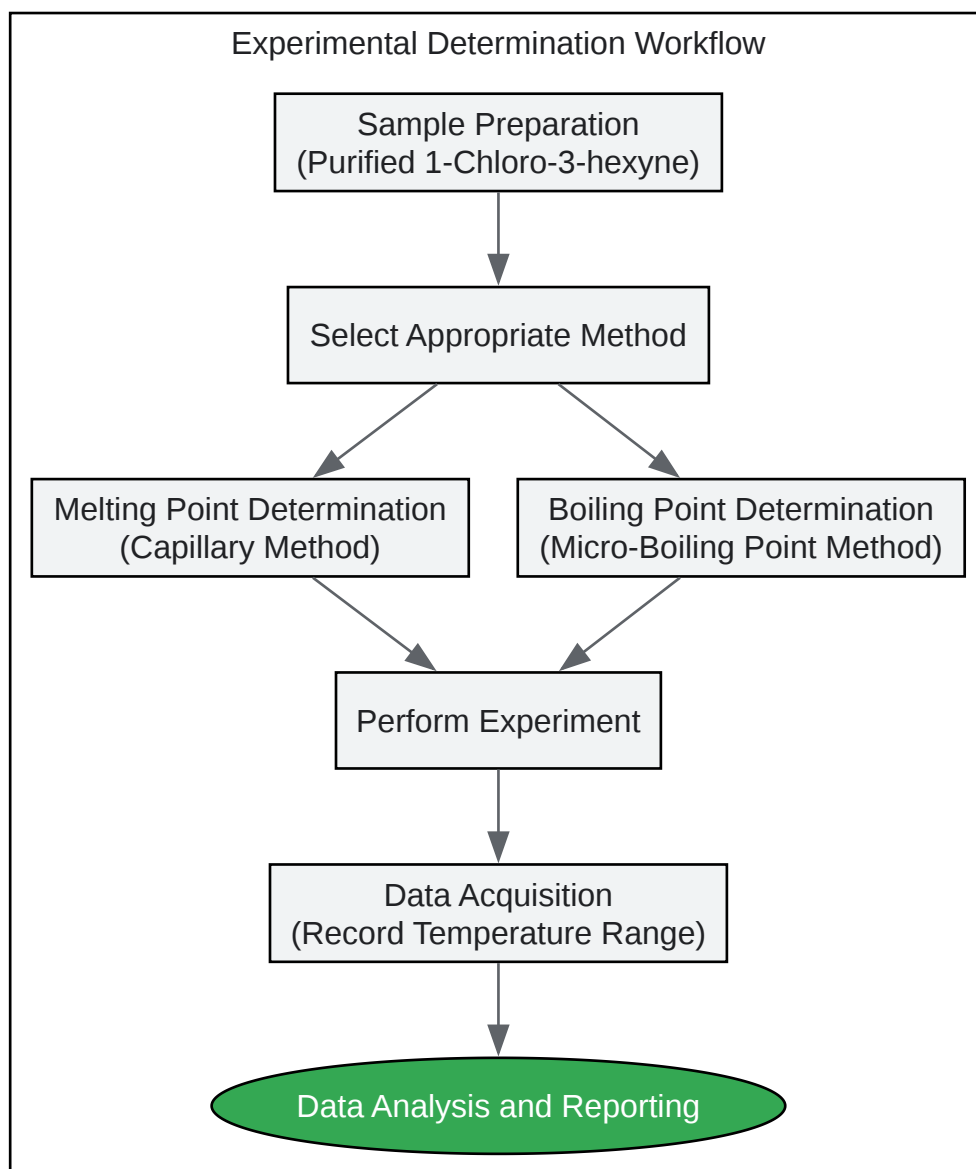 Experimental Determination Workflow
Sample Preparation
(Purified 1-Chloro-3-hexyne)
Select Appropriate Method
Melting Point Determination
(Capillary Method)
Boiling Point Determination
(Micro-Boiling Point Method)
Perform Experiment
Data Acquisition
(Record Temperature Range)
Data Analysis and Reporting